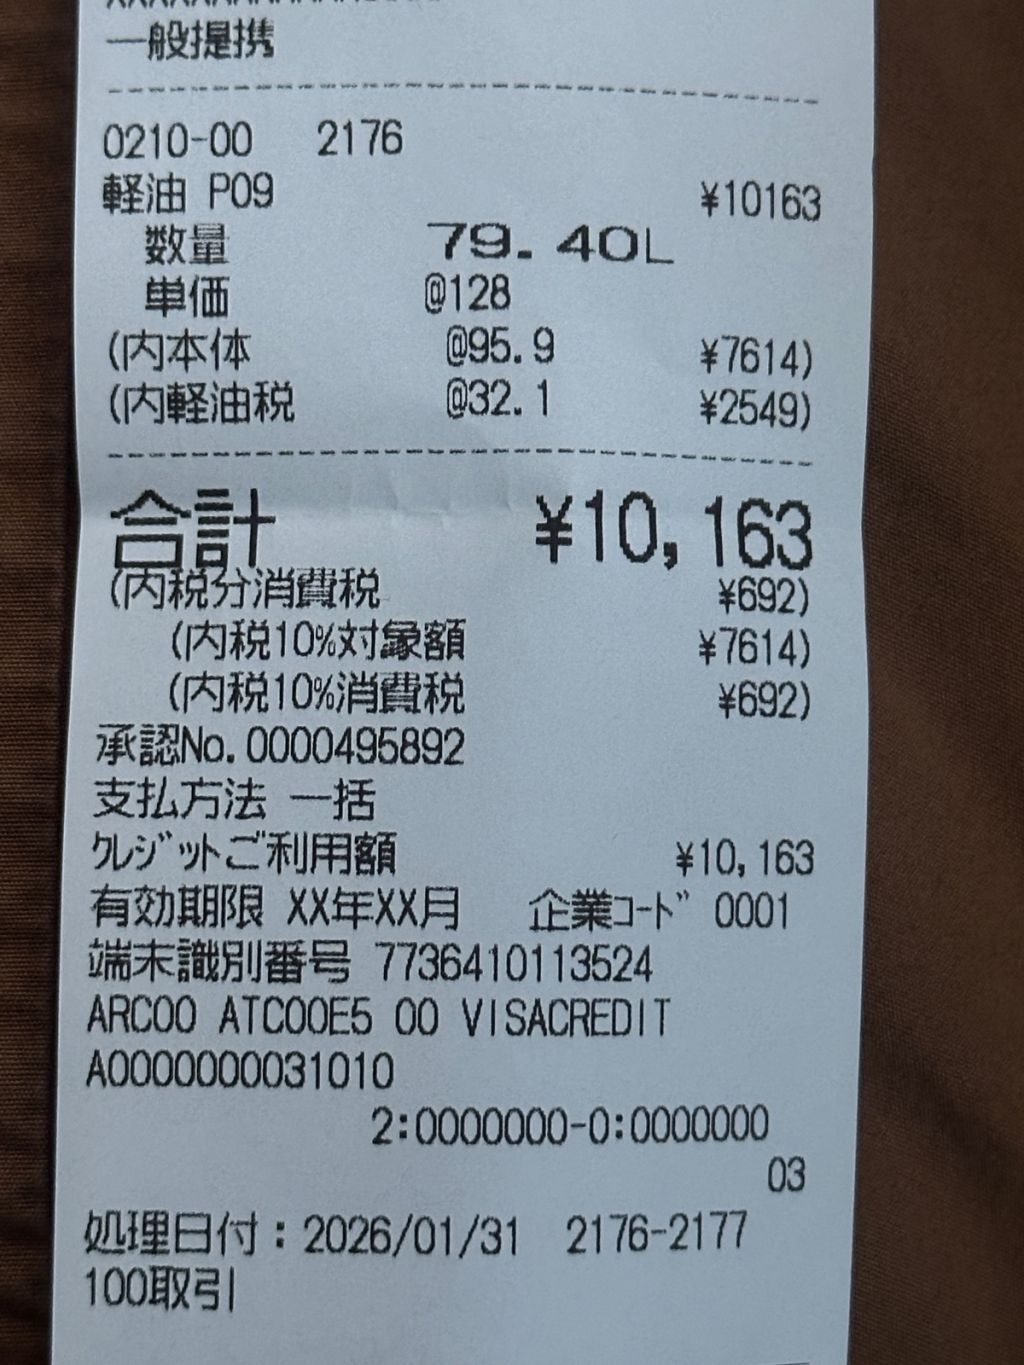 一般提携
0210-00 2176
軽油 P09 ¥10163
数量 79.40L
単価 @128
(内本体 @95.9 ¥7614)
(内軽油税 @32.1 ¥2549)
合計 ¥10,163
(内税分消費税 ¥692)
(内税10%対象額 ¥7614)
(内税10%消費税 ¥692)
承認No.0000495892
支払方法 一括
クレジットご利用額 ¥10,163
有効期限 XX年XX月 企業コード 0001
端末識別番号 7736410113524
ARC00 ATC00E5 00 VISACREDIT
A0000000031010
2:0000000-0:0000000
03
処理日付：2026/01/31 2176-2177
100取引